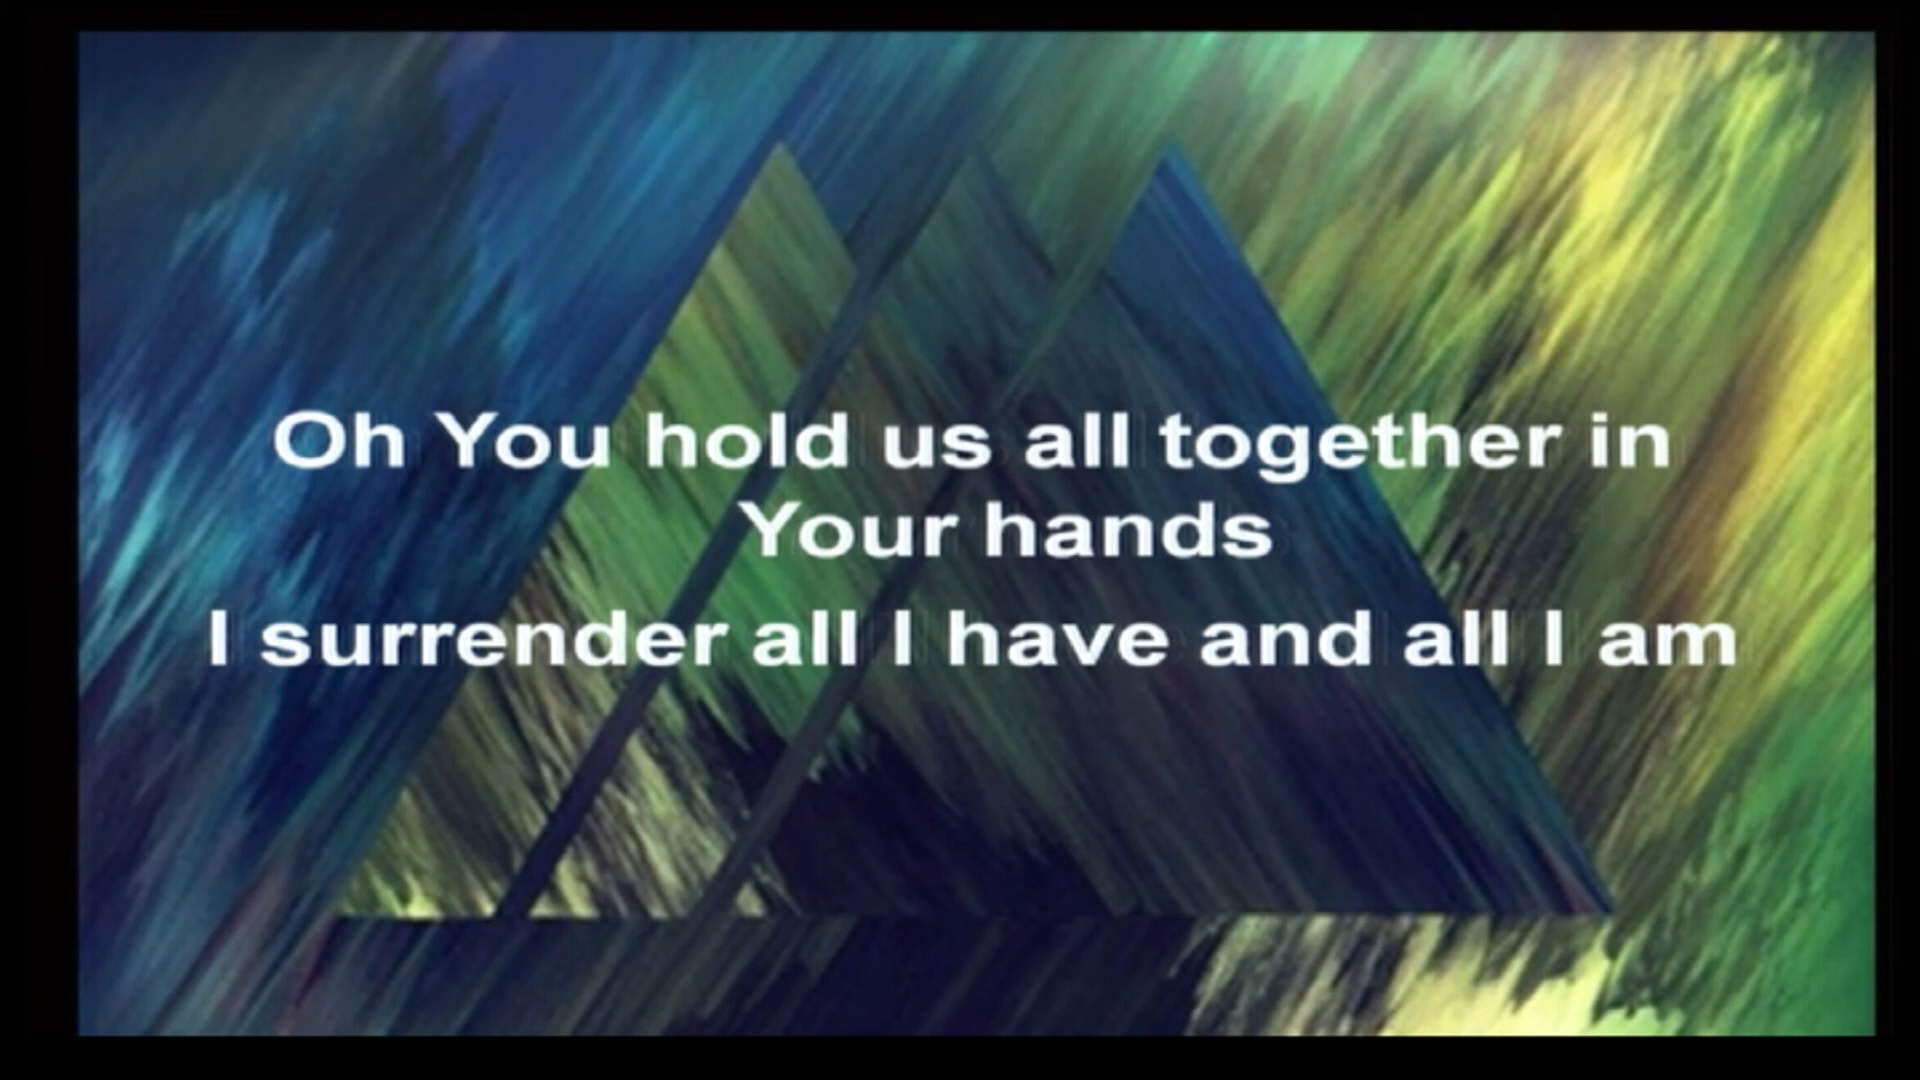 Oh You hold us all together in
Your hands
I surrender all I have and all I am